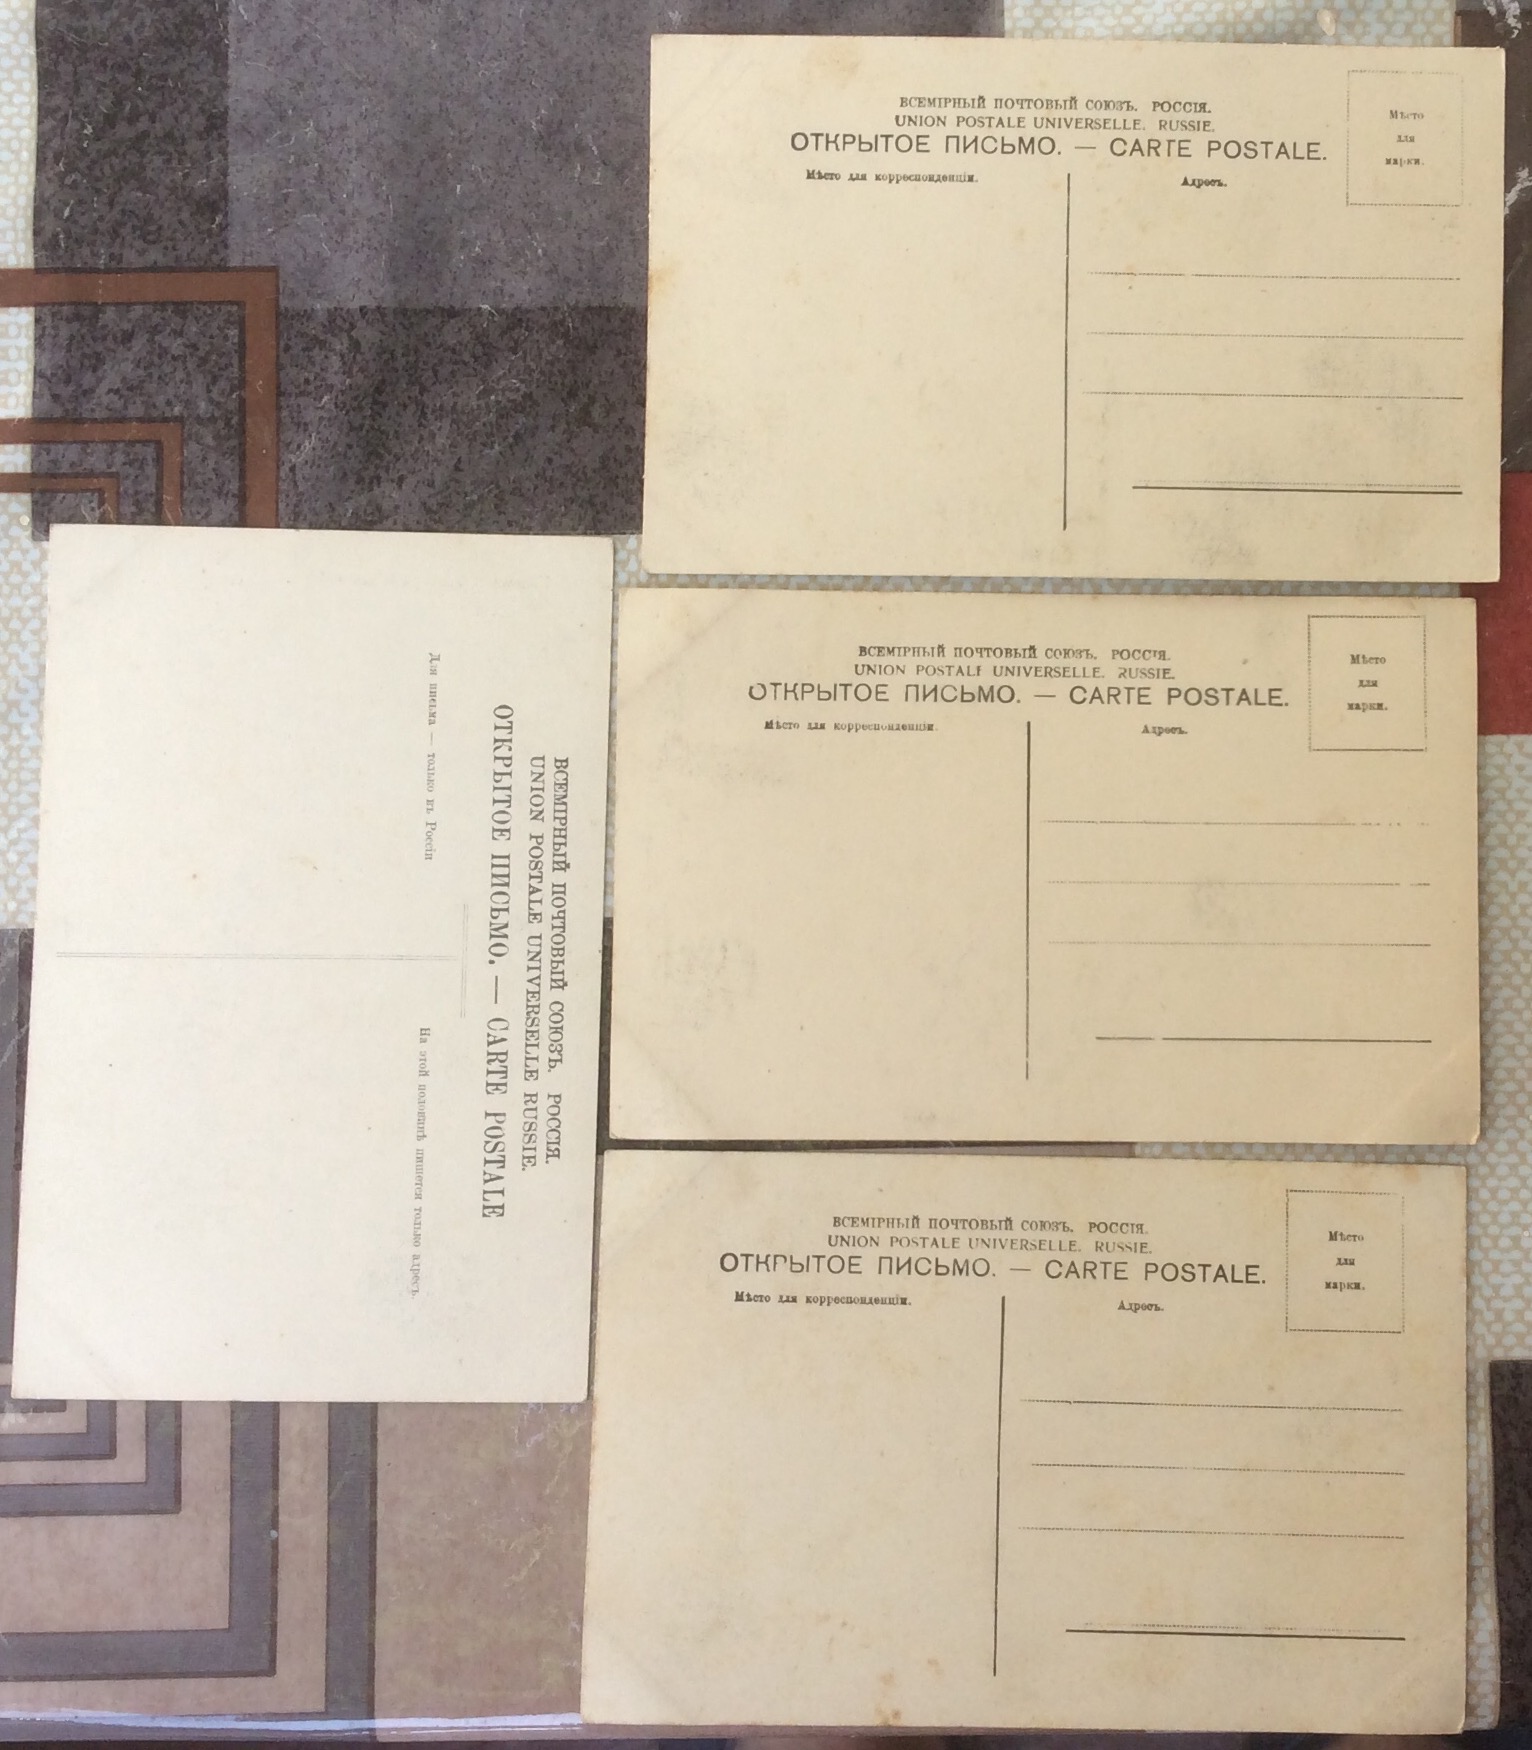 ВСЕМІРНЫЙ ПОЧТОВЫЙ СОЮЗЪ. РОССІЯ.
UNION POSTALE UNIVERSELLE. RUSSIE.
ОТКРЫТОЕ ПИСЬМО. — CARTE POSTALE.
Мѣсто для корреспонденціи.
Адресъ.
Мѣсто
для
марки.
ВСЕМІРНЫЙ ПОЧТОВЫЙ СОЮЗЪ. РОССІЯ.
UNION POSTALE UNIVERSELLE RUSSIE.
ОТКРЫТОЕ ПИСЬМО. — CARTE POSTALE
Для письма — только въ Россіи
На этой половинѣ пишется только адресъ.
ВСЕМІРНЫЙ ПОЧТОВЫЙ СОЮЗЪ. РОССІЯ.
UNION POSTALE UNIVERSELLE. RUSSIE.
ОТКРЫТОЕ ПИСЬМО. — CARTE POSTALE.
Мѣсто для корреспонденціи.
Адресъ.
Мѣсто
для
марки.
ВСЕМІРНЫЙ ПОЧТОВЫЙ СОЮЗЪ. РОССІЯ.
UNION POSTALE UNIVERSELLE. RUSSIE.
ОТКРЫТОЕ ПИСЬМО. — CARTE POSTALE.
Мѣсто для корреспонденціи.
Адресъ.
Мѣсто
для
марки.